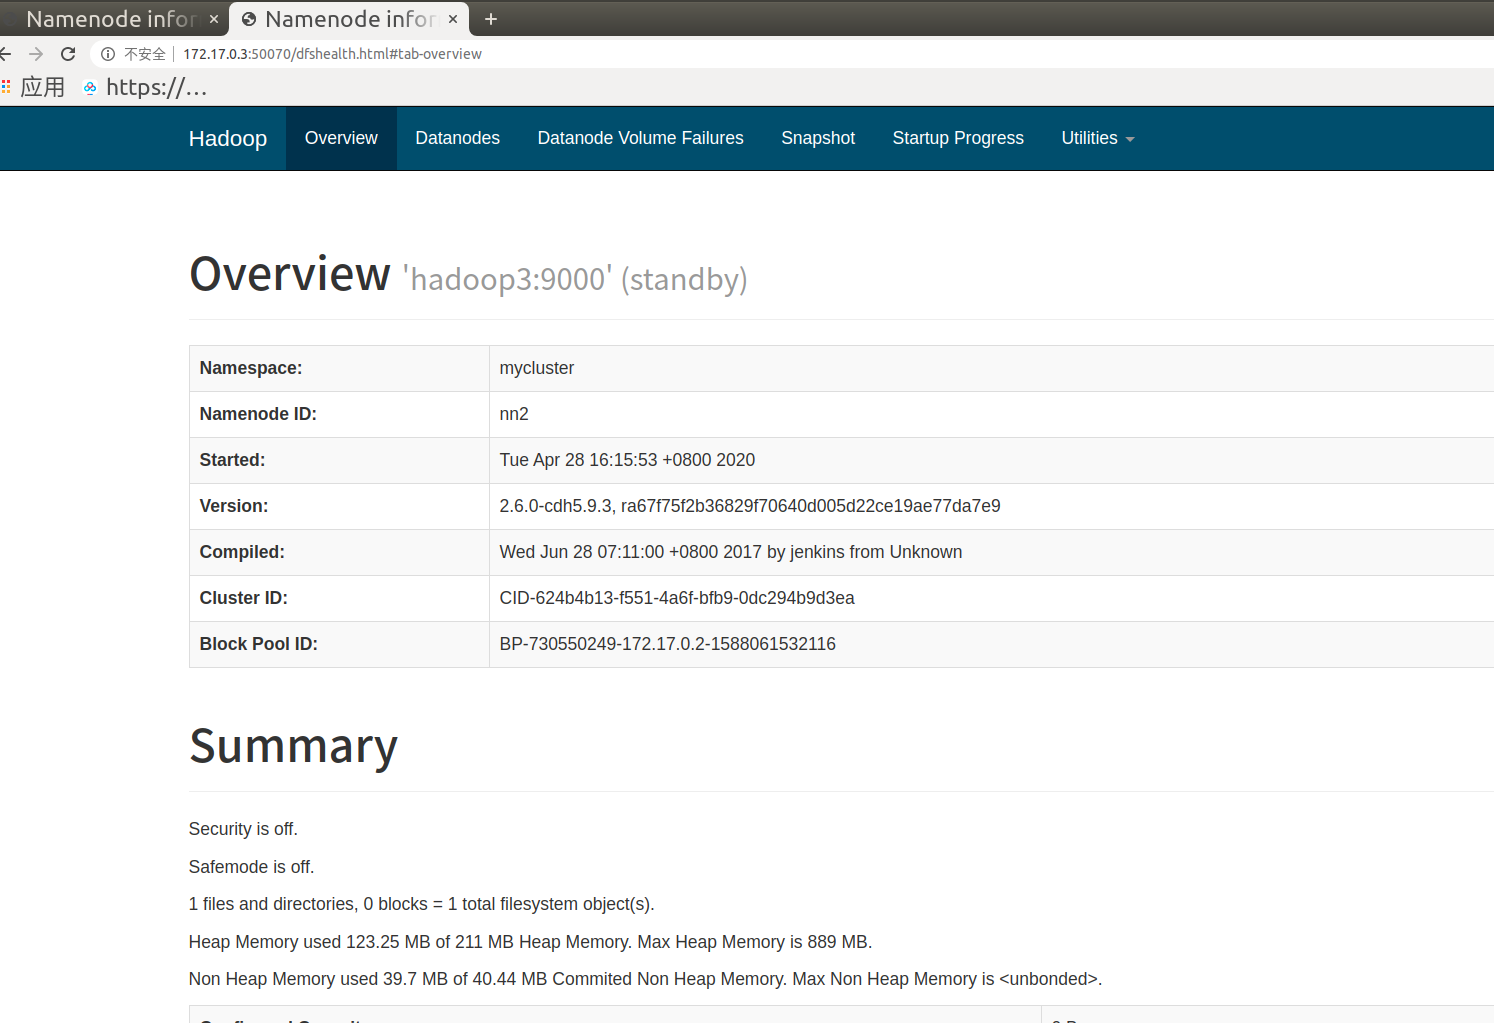 Namenode infor × Namenode infor × +
不安全 172.17.0.3:50070/dfshealth.html#tab-overview
应用 https://...
Hadoop Overview Datanodes Datanode Volume Failures Snapshot Startup Progress Utilities
Overview 'hadoop3:9000' (standby)
Namespace: mycluster
Namenode ID: nn2
Started: Tue Apr 28 16:15:53 +0800 2020
Version: 2.6.0-cdh5.9.3, ra67f75f2b36829f70640d005d22ce19ae77da7e9
Compiled: Wed Jun 28 07:11:00 +0800 2017 by jenkins from Unknown
Cluster ID: CID-624b4b13-f551-4a6f-bfb9-0dc294b9d3ea
Block Pool ID: BP-730550249-172.17.0.2-1588061532116
Summary
Security is off.
Safemode is off.
1 files and directories, 0 blocks = 1 total filesystem object(s).
Heap Memory used 123.25 MB of 211 MB Heap Memory. Max Heap Memory is 889 MB.
Non Heap Memory used 39.7 MB of 40.44 MB Commited Non Heap Memory. Max Non Heap Memory is <unbonded>.